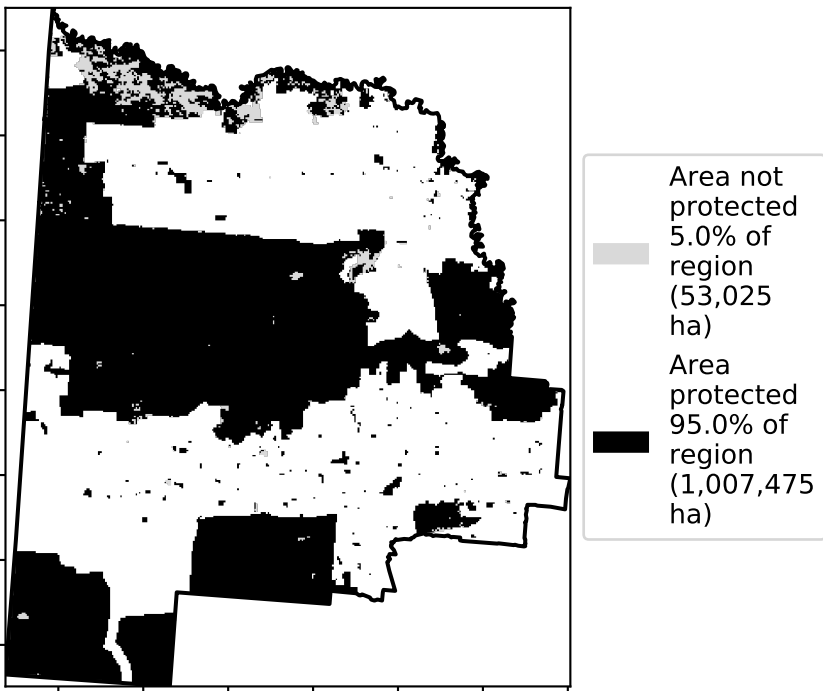 Area not
protected
5.0% of
region
(53,025
ha)
Area
protected
95.0% of
region
(1,007,475
ha)